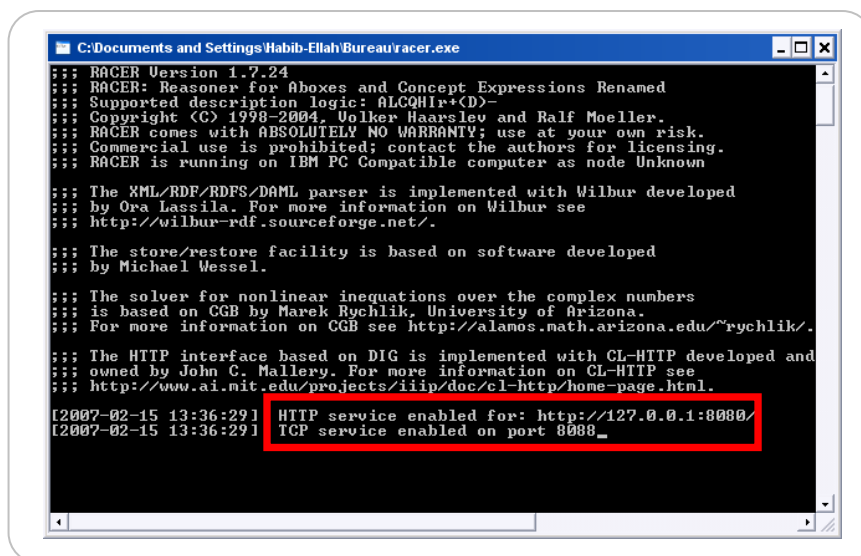 C:\Documents and Settings\Habib-Ellah\Bureau\racer.exe
;;; RACER Version 1.7.24
;;; RACER: Reasoner for Aboxes and Concept Expressions Renamed
;;; Supported description logic: ALCQHIr+(D)-
;;; Copyright (C) 1998-2004, Volker Haarslev and Ralf Moeller.
;;; RACER comes with ABSOLUTELY NO WARRANTY; use at your own risk.
;;; Commercial use is prohibited; contact the authors for licensing.
;;; RACER is running on IBM PC Compatible computer as node Unknown
;;; The XML/RDF/RDFS/DAML parser is implemented with Wilbur developed
;;; by Ora Lassila. For more information on Wilbur see
;;; http://wilbur-rdf.sourceforge.net/.
;;; The store/restore facility is based on software developed
;;; by Michael Wessel.
;;; The solver for nonlinear inequations over the complex numbers
;;; is based on CGB by Marek Rychlik, University of Arizona.
;;; For more information on CGB see http://alamos.math.arizona.edu/~rychlik/.
;;; The HTTP interface based on DIG is implemented with CL-HTTP developed and
;;; owned by John C. Mallery. For more information on CL-HTTP see
;;; http://www.ai.mit.edu/projects/iiip/doc/cl-http/home-page.html.
[2007-02-15 13:36:29] HTTP service enabled for: http://127.0.0.1:8080/
[2007-02-15 13:36:29] TCP service enabled on port 8088_